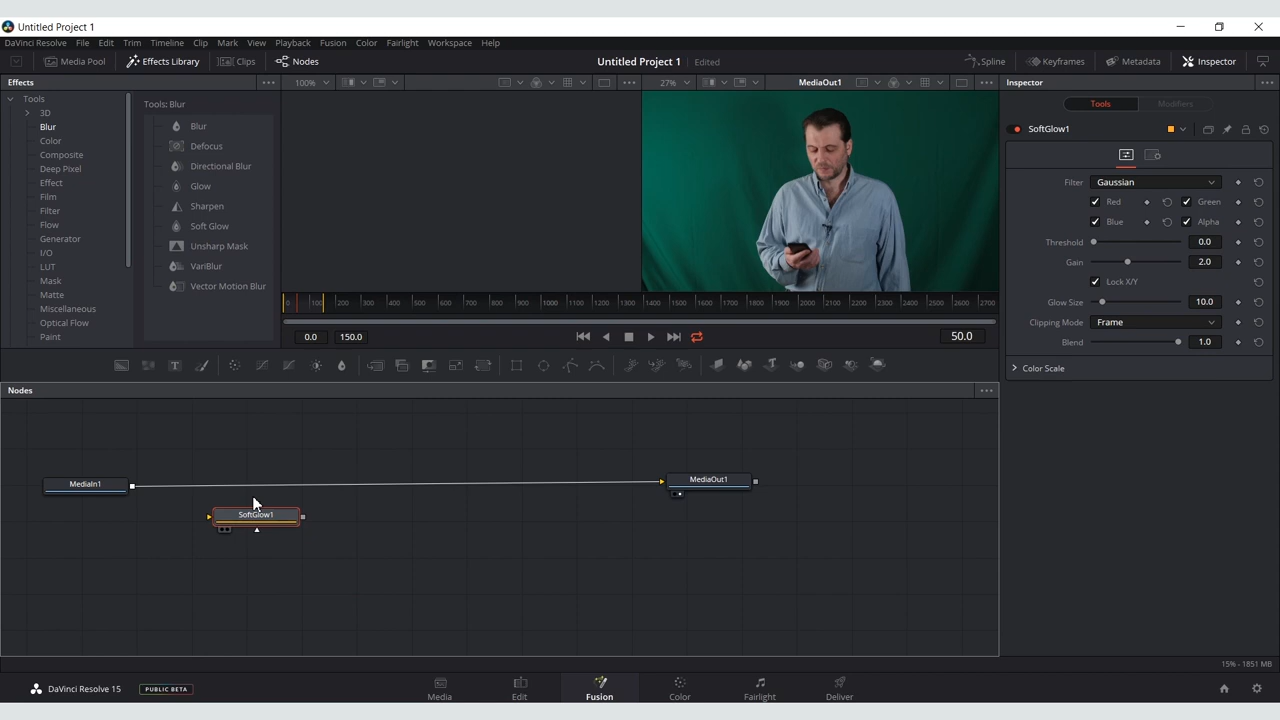 Untitled Project 1
DaVinci Resolve File Edit Trim Timeline Clip Mark View Playback Fusion Color Fairlight Workspace Help
Media Pool Effects Library Clips Nodes Untitled Project 1 Edited Spline Keyframes Metadata Inspector
Effects 100% 27% MediaOut1 Inspector
Tools
3D
Blur
Color
Composite
Deep Pixel
Effect
Film
Filter
Flow
Generator
I/O
LUT
Mask
Matte
Miscellaneous
Optical Flow
Paint
Tools: Blur
Blur
Defocus
Directional Blur
Glow
Sharpen
Soft Glow
Unsharp Mask
VariBlur
Vector Motion Blur
0 100 200 300 400 500 600 700 800 900 1000 1100 1200 1300 1400 1500 1600 1700 1800 1900 2000 2100 2200 2300 2400 2500 2600 2700
0.0 150.0 50.0
Tools Modifiers
SoftGlow1
Filter Gaussian
Red Green
Blue Alpha
Threshold 0.0
Gain 2.0
Lock X/Y
Glow Size 10.0
Clipping Mode Frame
Blend 1.0
Color Scale
Nodes
MediaIn1
SoftGlow1
MediaOut1
15% - 1851 MB
DaVinci Resolve 15 PUBLIC BETA
Media Edit Fusion Color Fairlight Deliver